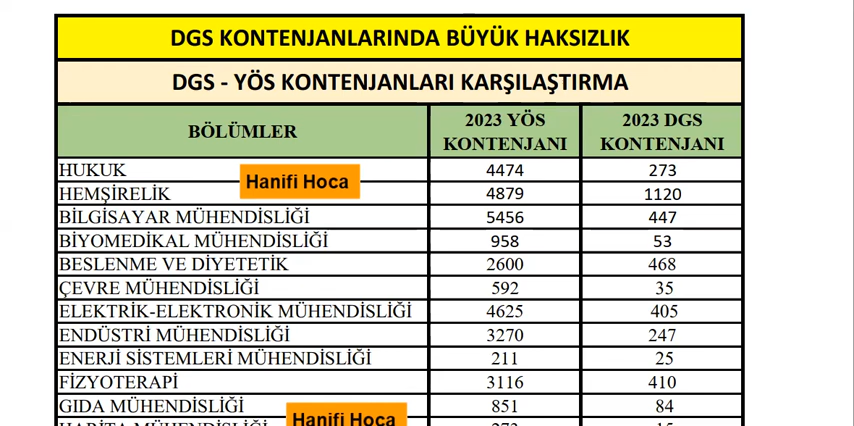 DGS KONTENJANLARINDA BÜYÜK HAKSIZLIK
DGS - YÖS KONTENJANLARI KARŞILAŞTIRMA
BÖLÜMLER 2023 YÖS KONTENJANI 2023 DGS KONTENJANI
HUKUK 4474 273
Hanifi Hoca
HEMŞİRELİK 4879 1120
BİLGİSAYAR MÜHENDİSLİĞİ 5456 447
BİYOMEDİKAL MÜHENDİSLİĞİ 958 53
BESLENME VE DİYETETİK 2600 468
ÇEVRE MÜHENDİSLİĞİ 592 35
ELEKTRİK-ELEKTRONİK MÜHENDİSLİĞİ 4625 405
ENDÜSTRİ MÜHENDİSLİĞİ 3270 247
ENERJİ SİSTEMLERİ MÜHENDİSLİĞİ 211 25
FİZYOTERAPİ 3116 410
GIDA MÜHENDİSLİĞİ 851 84
Hanifi Hoca